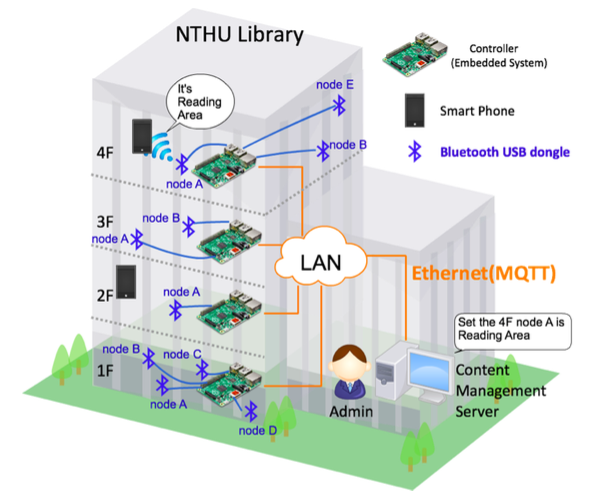 NTHU Library
Controller
(Embedded System)
Smart Phone
Bluetooth USB dongle
It's
Reading
Area
node E
node B
4F
node A
3F
node B
node A
LAN
Ethernet(MQTT)
2F
node A
Set the 4F node A is
Reading Area
node B
node C
1F
node A
node D
Admin
Content
Management
Server